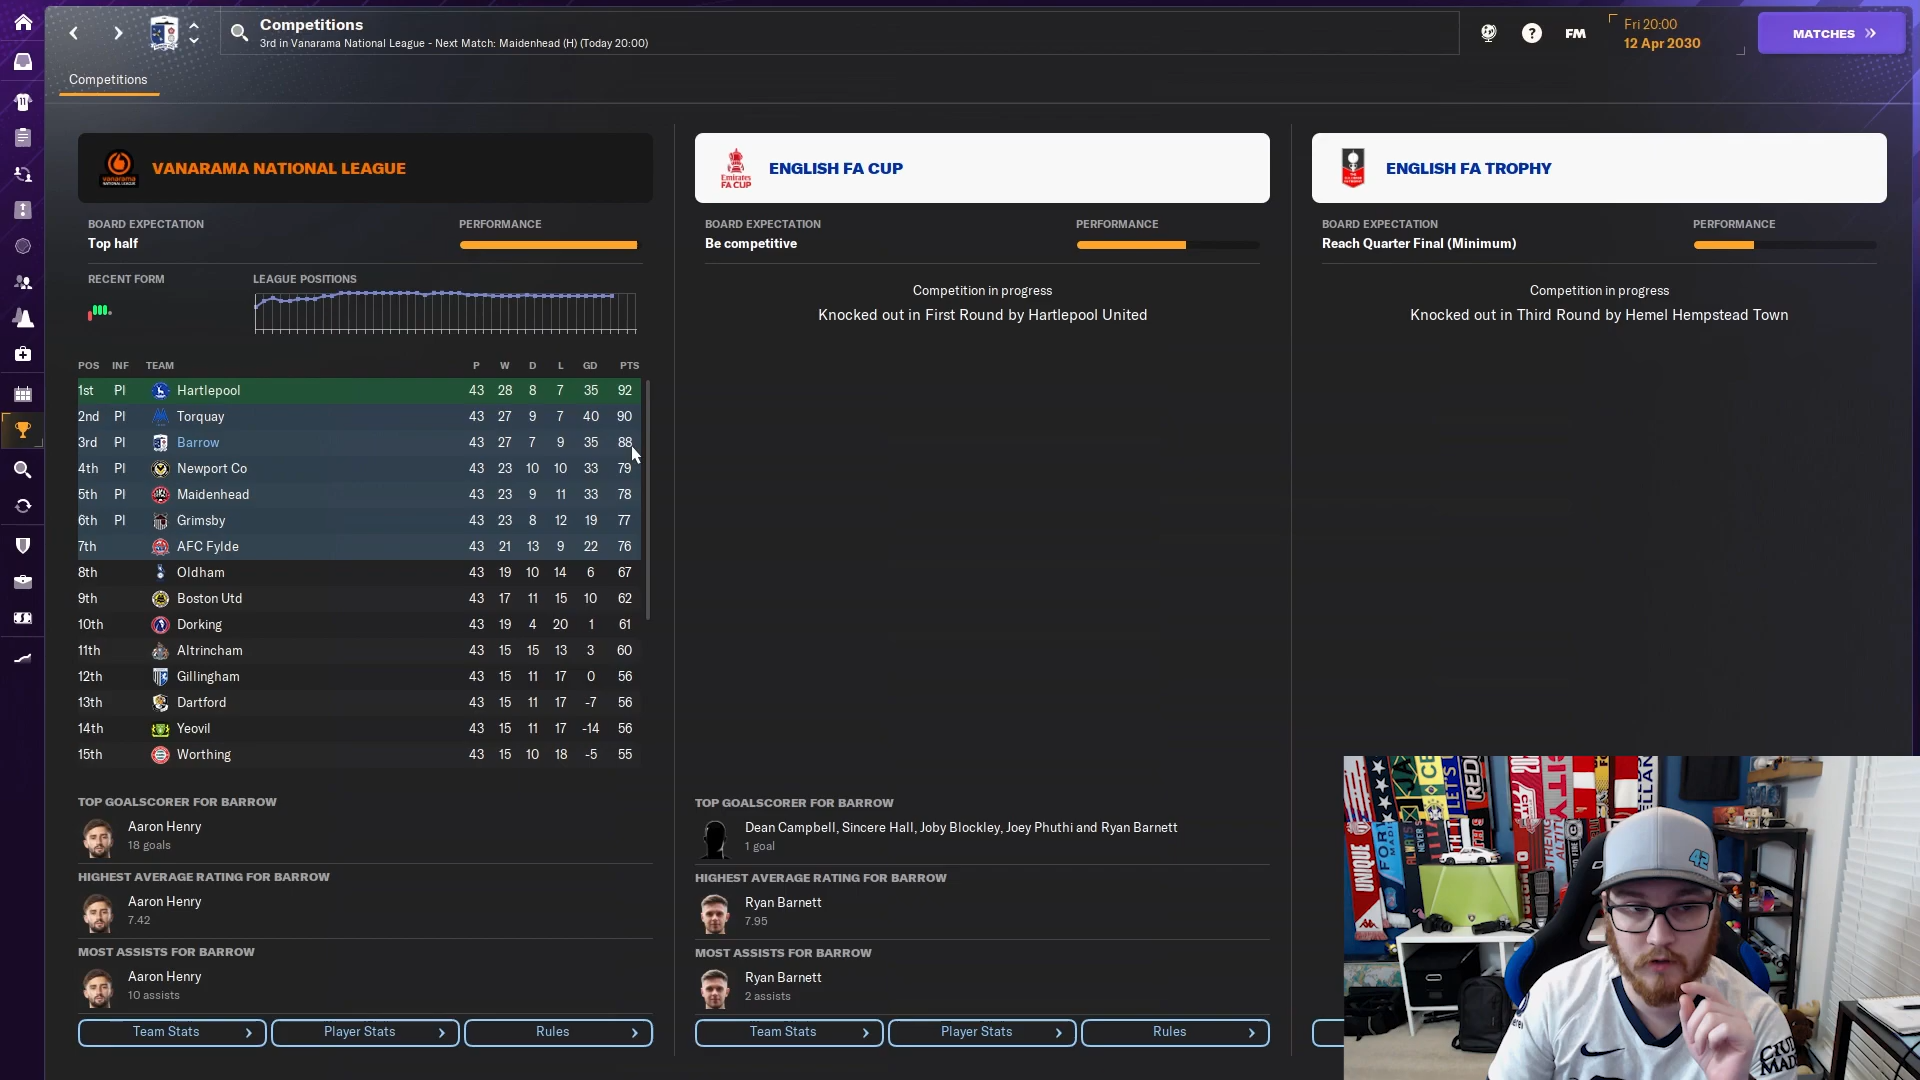 Competitions
3rd in Vanarama National League - Next Match: Maidenhead (H) (Today 20:00)
FM
Fri 20:00
12 Apr 2030
MATCHES
Competitions
VANARAMA NATIONAL LEAGUE
BOARD EXPECTATION PERFORMANCE
Top half
RECENT FORM LEAGUE POSITIONS
POS INF TEAM P W D L GD PTS
1st PI Hartlepool 43 28 8 7 35 92
2nd PI Torquay 43 27 9 7 40 90
3rd PI Barrow 43 27 7 9 35 88
4th PI Newport Co 43 23 10 10 33 79
5th PI Maidenhead 43 23 9 11 33 78
6th PI Grimsby 43 23 8 12 19 77
7th AFC Fylde 43 21 13 9 22 76
8th Oldham 43 19 10 14 6 67
9th Boston Utd 43 17 11 15 10 62
10th Dorking 43 19 4 20 1 61
11th Altrincham 43 15 15 13 3 60
12th Gillingham 43 15 11 17 0 56
13th Dartford 43 15 11 17 -7 56
14th Yeovil 43 15 11 17 -14 56
15th Worthing 43 15 10 18 -5 55
TOP GOALSCORER FOR BARROW
Aaron Henry
18 goals
HIGHEST AVERAGE RATING FOR BARROW
Aaron Henry
7.42
MOST ASSISTS FOR BARROW
Aaron Henry
10 assists
Team Stats Player Stats Rules
Emirates
FA CUP
ENGLISH FA CUP
BOARD EXPECTATION PERFORMANCE
Be competitive
Competition in progress
Knocked out in First Round by Hartlepool United
TOP GOALSCORER FOR BARROW
Dean Campbell, Sincere Hall, Joby Blockley, Joey Phuthi and Ryan Barnett
1 goal
HIGHEST AVERAGE RATING FOR BARROW
Ryan Barnett
7.95
MOST ASSISTS FOR BARROW
Ryan Barnett
2 assists
Team Stats Player Stats Rules
ENGLISH FA TROPHY
BOARD EXPECTATION PERFORMANCE
Reach Quarter Final (Minimum)
Competition in progress
Knocked out in Third Round by Hemel Hempstead Town
UNIQUE
42